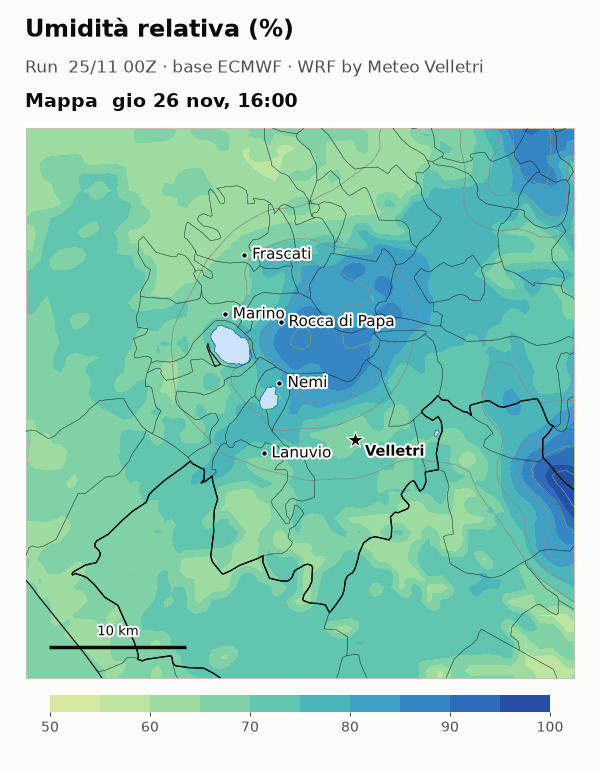 Umidità relativa (%)
Run  25/11 00Z · base ECMWF · WRF by Meteo Velletri
Mappa  gio 26 nov, 16:00
Frascati
Marino
Rocca di Papa
Nemi
Velletri
Lanuvio
10 km
50 60 70 80 90 100